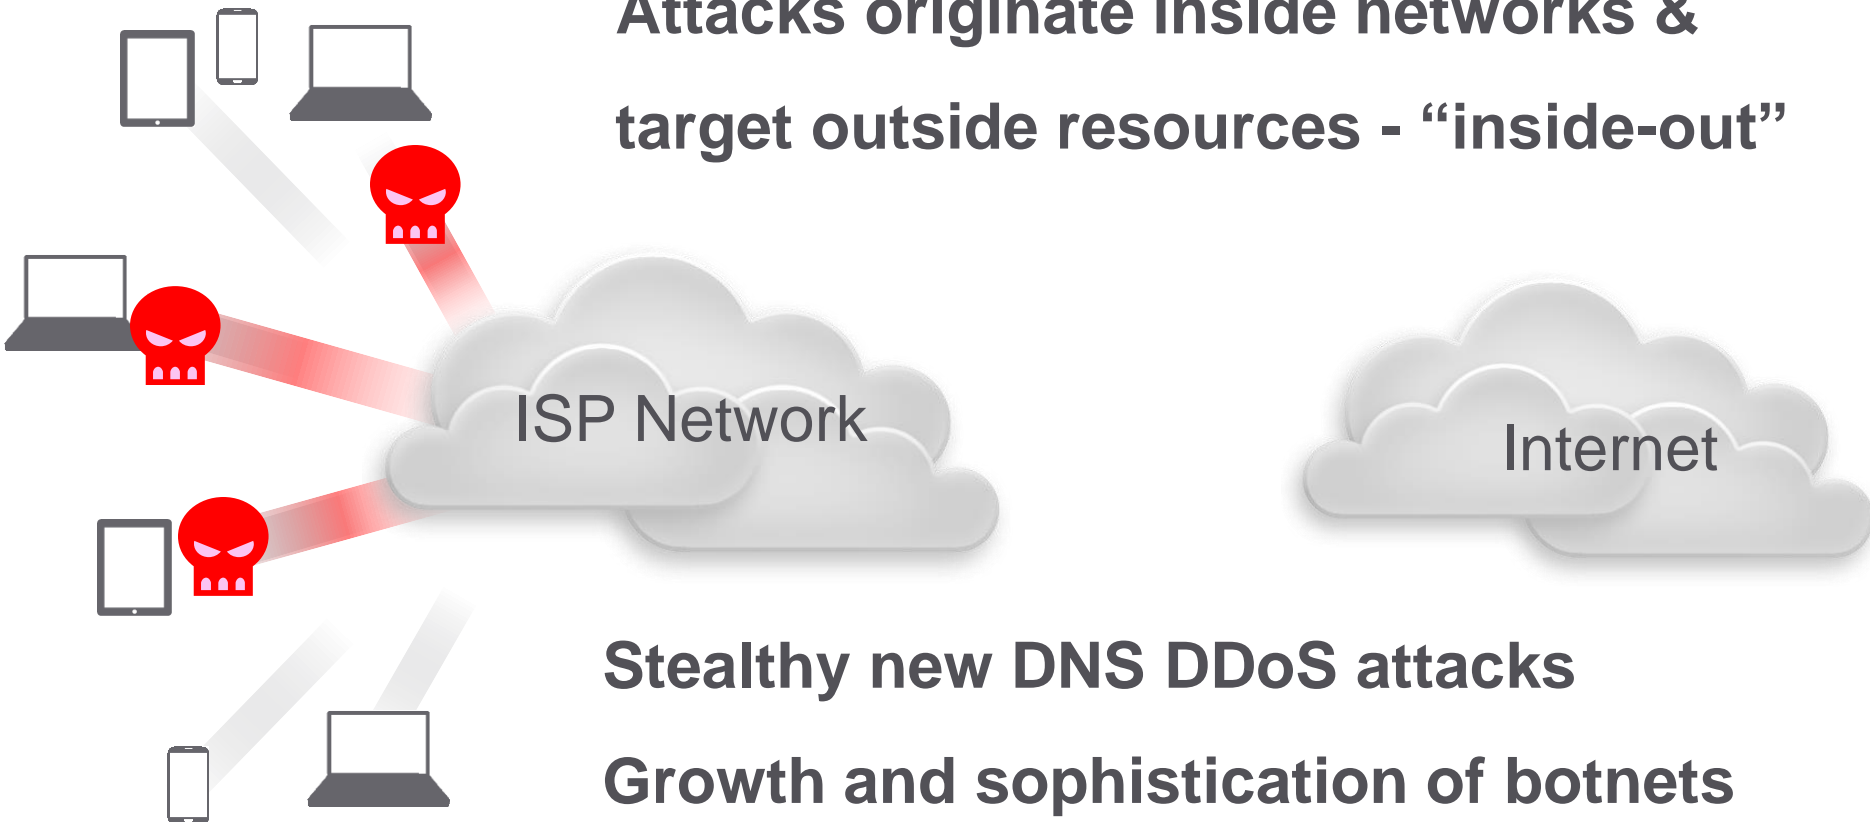 Attacks originate inside networks &
target outside resources - “inside-out”
ISP Network
Internet
Stealthy new DNS DDoS attacks
Growth and sophistication of botnets